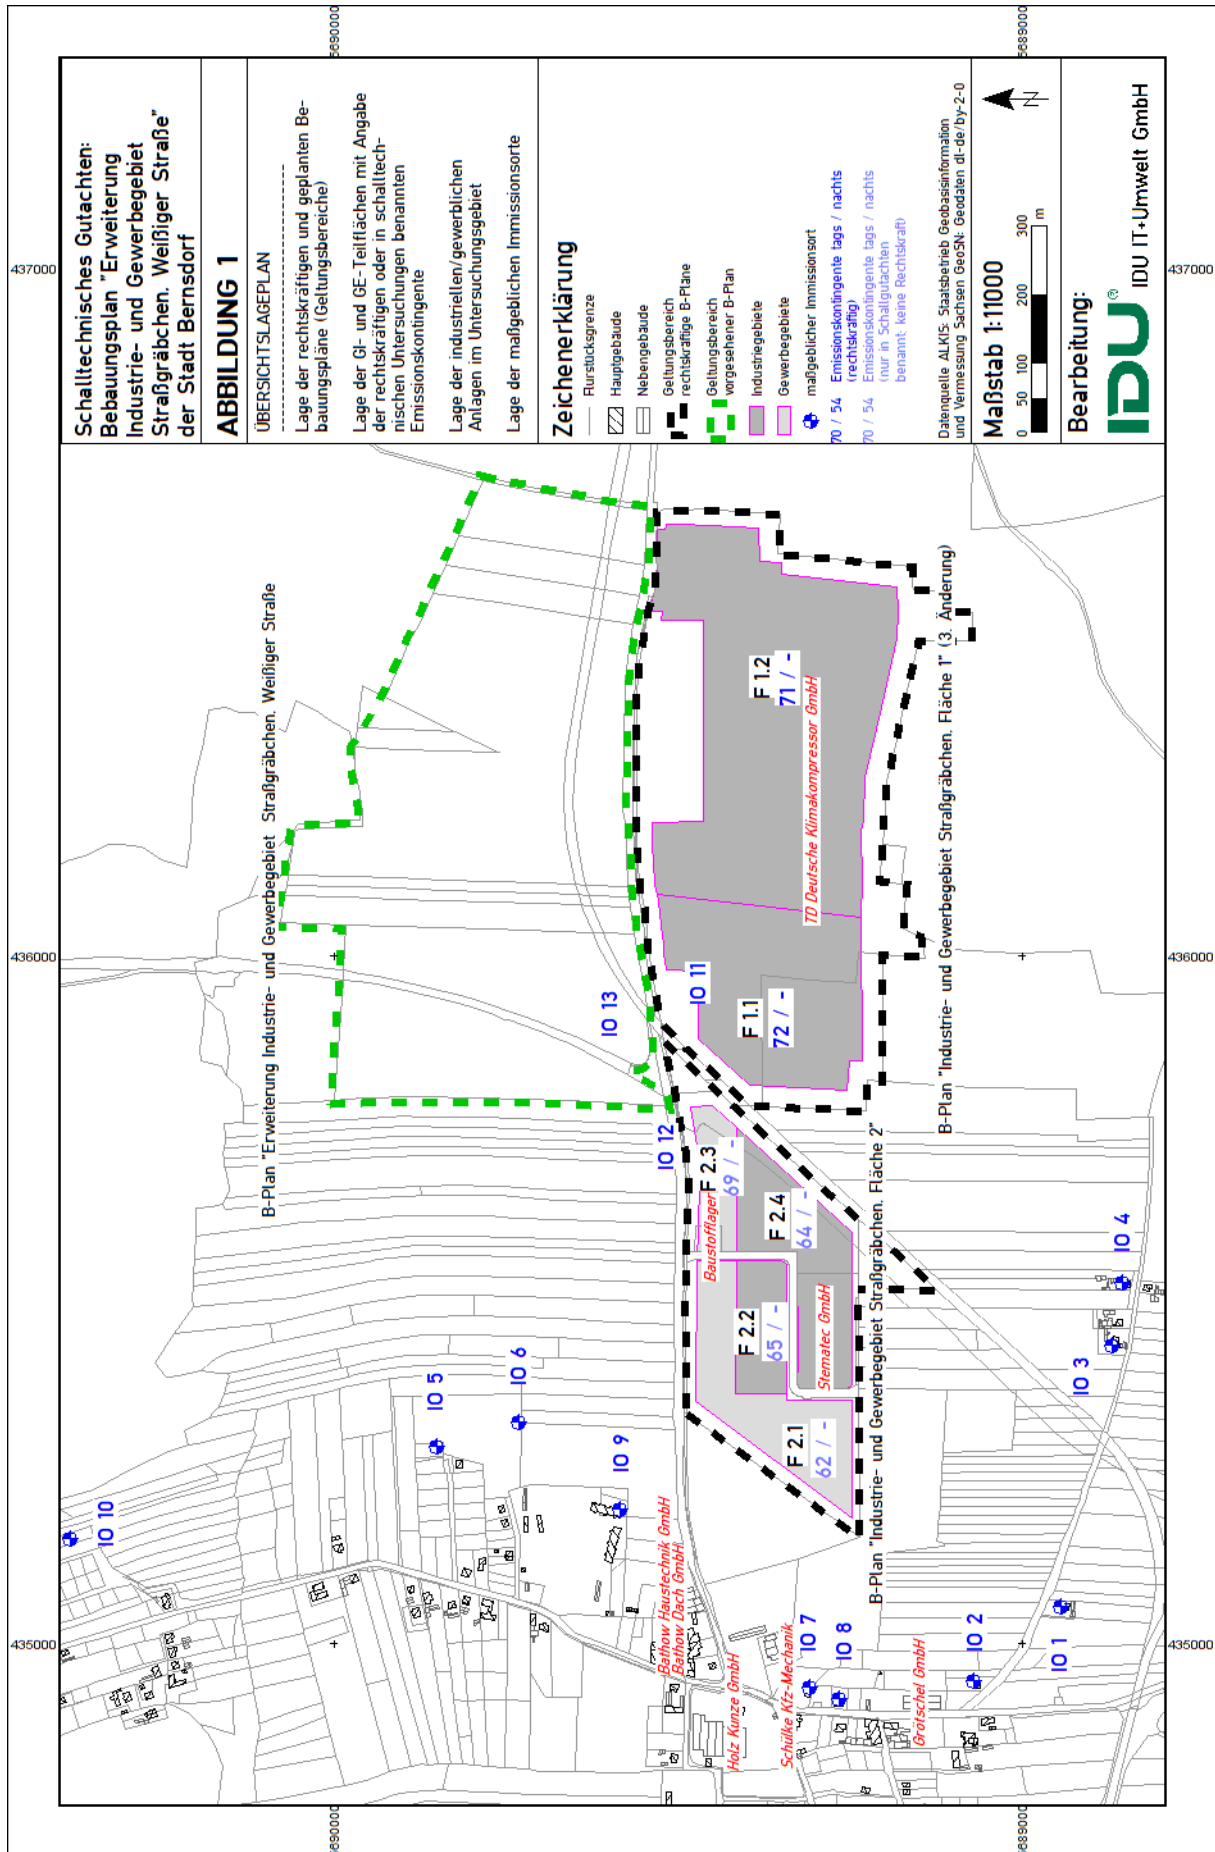 Schalltechnisches Gutachten:
Bebauungsplan "Erweiterung
Industrie- und Gewerbegebiet
Straßgräbchen, Weißiger Straße"
der Stadt Bernsdorf
ABBILDUNG 1
ÜBERSICHTSLAGEPLAN
Lage der rechtskräftigen und geplanten Be-
bauungspläne (Geltungsbereiche)
Lage der GI- und GE-Teilflächen mit Angabe
der rechtskräftigen oder in schalltech-
nischen Untersuchungen benannten
Emissionskontingente
Lage der industriellen/gewerblichen
Anlagen im Untersuchungsgebiet
Lage der maßgeblichen Immissionsorte
Zeichenerklärung
Flurstücksgrenze
Hauptgebäude
Nebengebäude
Geltungsbereich
rechtskräftige B-Pläne
Geltungsbereich
vorgesehener B-Plan
Industriegebiete
Gewerbegebiete
maßgeblicher Immissionsort
70 / 54 Emissionskontingente tags / nachts
(rechtskräftig)
70 / 54 Emissionskontingente tags / nachts
(nur in Schallgutachten
benannt: keine Rechtskraft)
Datenquelle ALKIS: Staatsbetrieb Geobasisinformation
und Vermessung Sachsen GeoSN: Geodaten dl-de/by-2-0
Maßstab 1:11000
0 50 100 200 300
m
N
Bearbeitung:
IDU®
IDU IT+Umwelt GmbH
437000
437000
436000
436000
435000
435000
5690000
5689000
5690000
5689000
B-Plan "Erweiterung Industrie- und Gewerbegebiet Straßgräbchen, Weißiger Straße
B-Plan "Industrie- und Gewerbegebiet Straßgräbchen, Fläche 1" (3. Änderung)
B-Plan "Industrie- und Gewerbegebiet Straßgräbchen, Fläche 2"
F 1.2
71 / -
TD Deutsche Klimakompressor GmbH
F 1.1
72 / -
IO 11
IO 13
IO 12
F 2.3
69 / -
Baustofflager
F 2.4
64 / -
F 2.2
65 / -
Stematec GmbH
F 2.1
62 / -
IO 4
IO 3
IO 6
IO 5
IO 9
IO 10
Bathow Haustechnik GmbH
Bathow Dach GmbH
Holz Kunze GmbH
Schülke Kfz-Mechanik
IO 7
IO 8
Grötschel GmbH
IO 2
IO 1